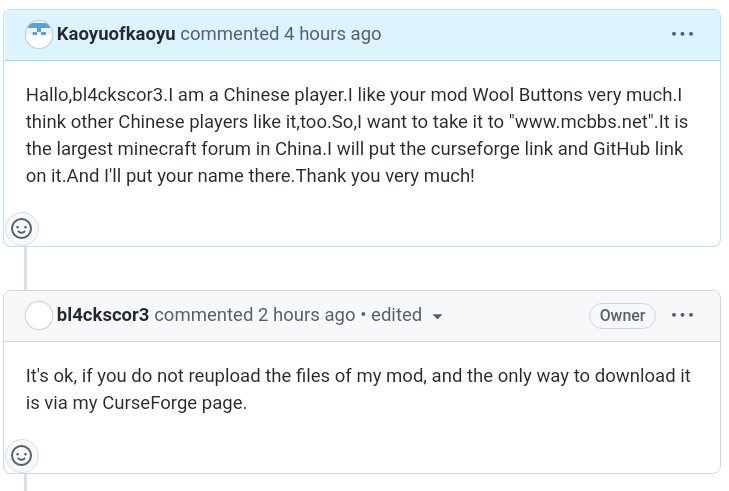 Kaoyuofkaoyu commented 4 hours ago
Hallo,bl4ckscor3.I am a Chinese player.I like your mod Wool Buttons very much.I
think other Chinese players like it,too.So,I want to take it to "www.mcbbs.net".It is
the largest minecraft forum in China.I will put the curseforge link and GitHub link
on it.And I'll put your name there.Thank you very much!
bl4ckscor3 commented 2 hours ago • edited
Owner
It's ok, if you do not reupload the files of my mod, and the only way to download it
is via my CurseForge page.